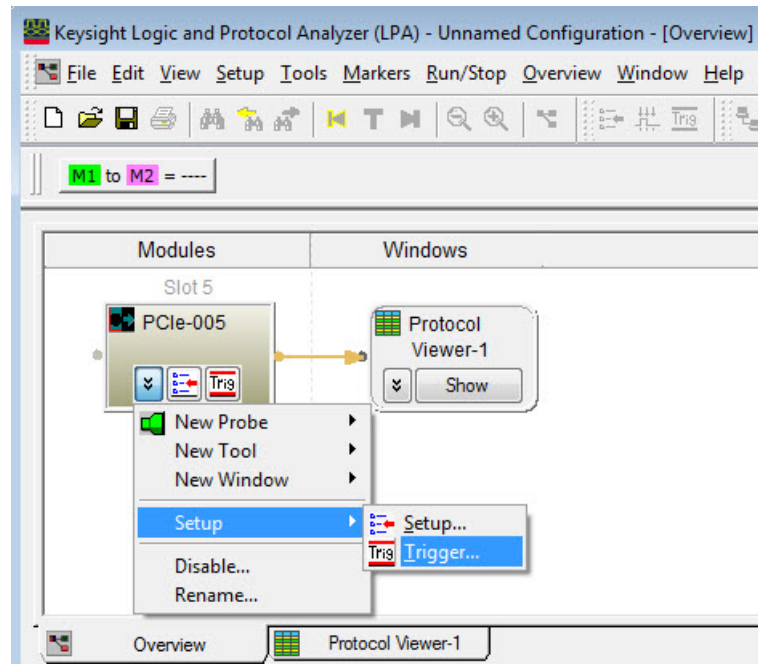 Keysight Logic and Protocol Analyzer (LPA) - Unnamed Configuration - [Overview]
File Edit View Setup Tools Markers Run/Stop Overview Window Help
T Trig
M1 to M2 = ----
Modules Windows
Slot 5
PCIe-005
Protocol
Viewer-1
Trig
Show
New Probe
New Tool
New Window
Setup
Setup...
Trig Trigger...
Disable...
Rename...
Overview Protocol Viewer-1